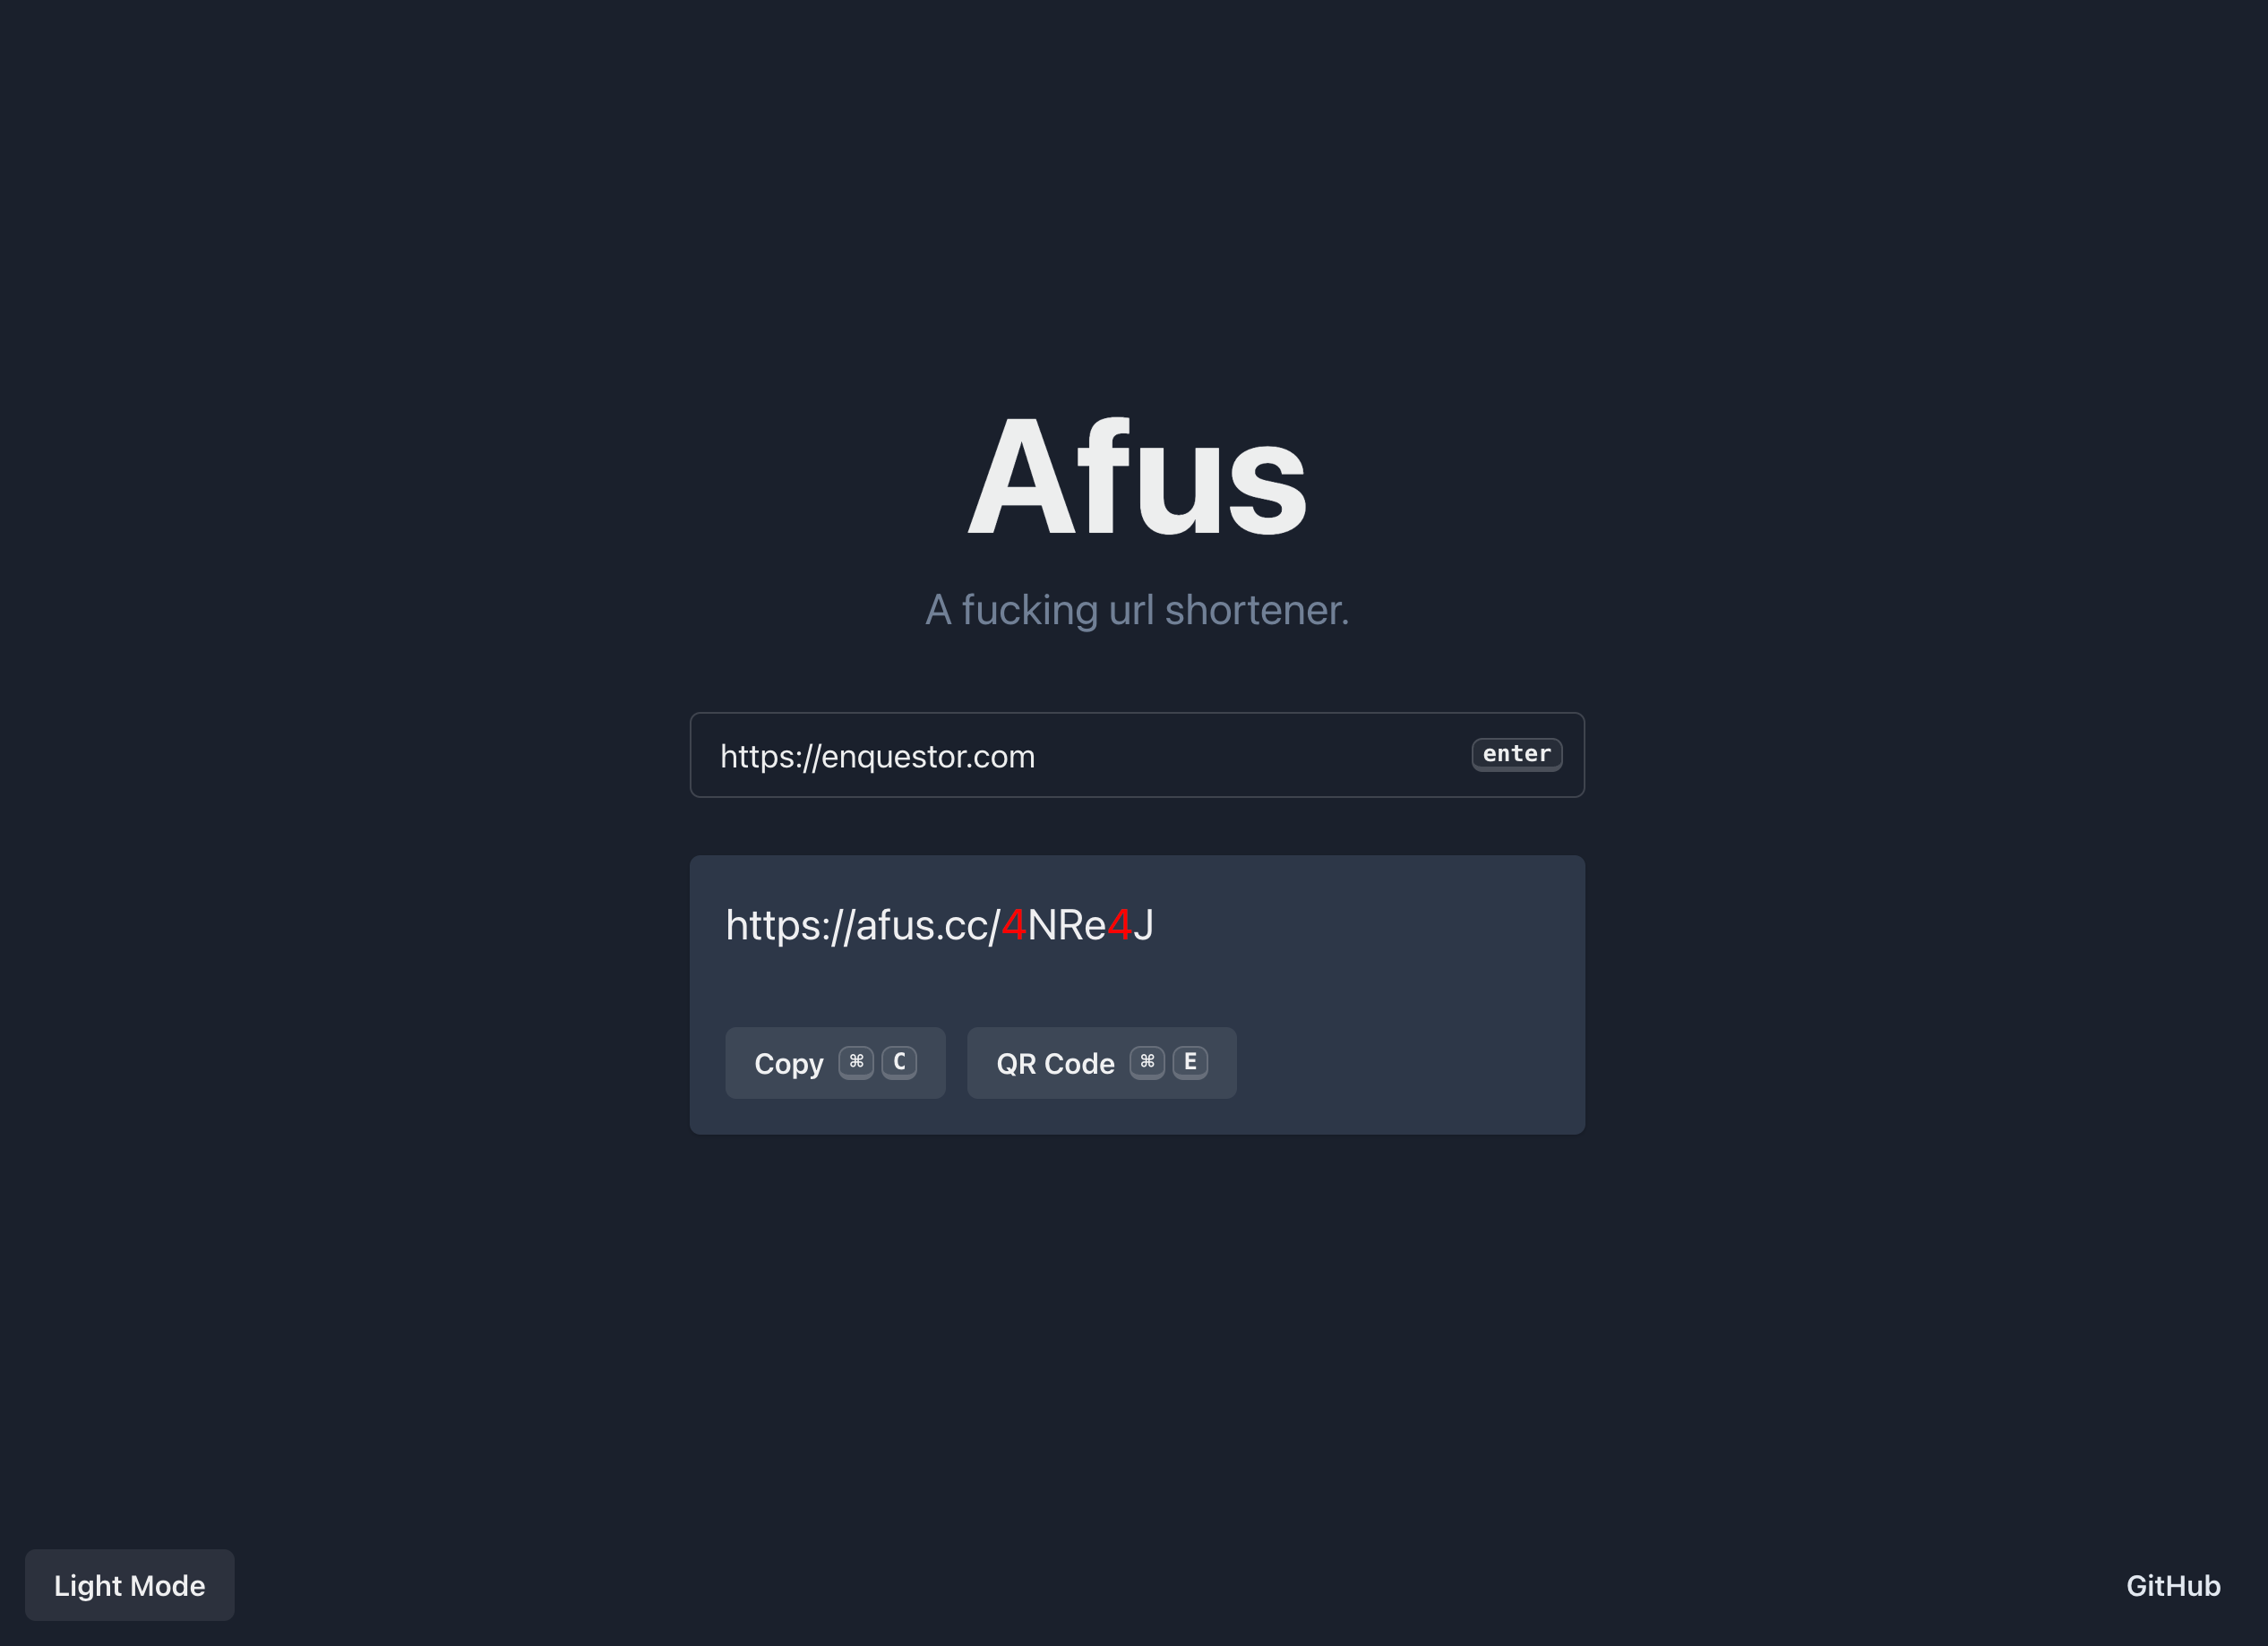 Afus
A fucking url shortener.
https://enquestor.com enter
https://afus.cc/4NRe4J
Copy ⌘ C QR Code ⌘ E
Light Mode GitHub